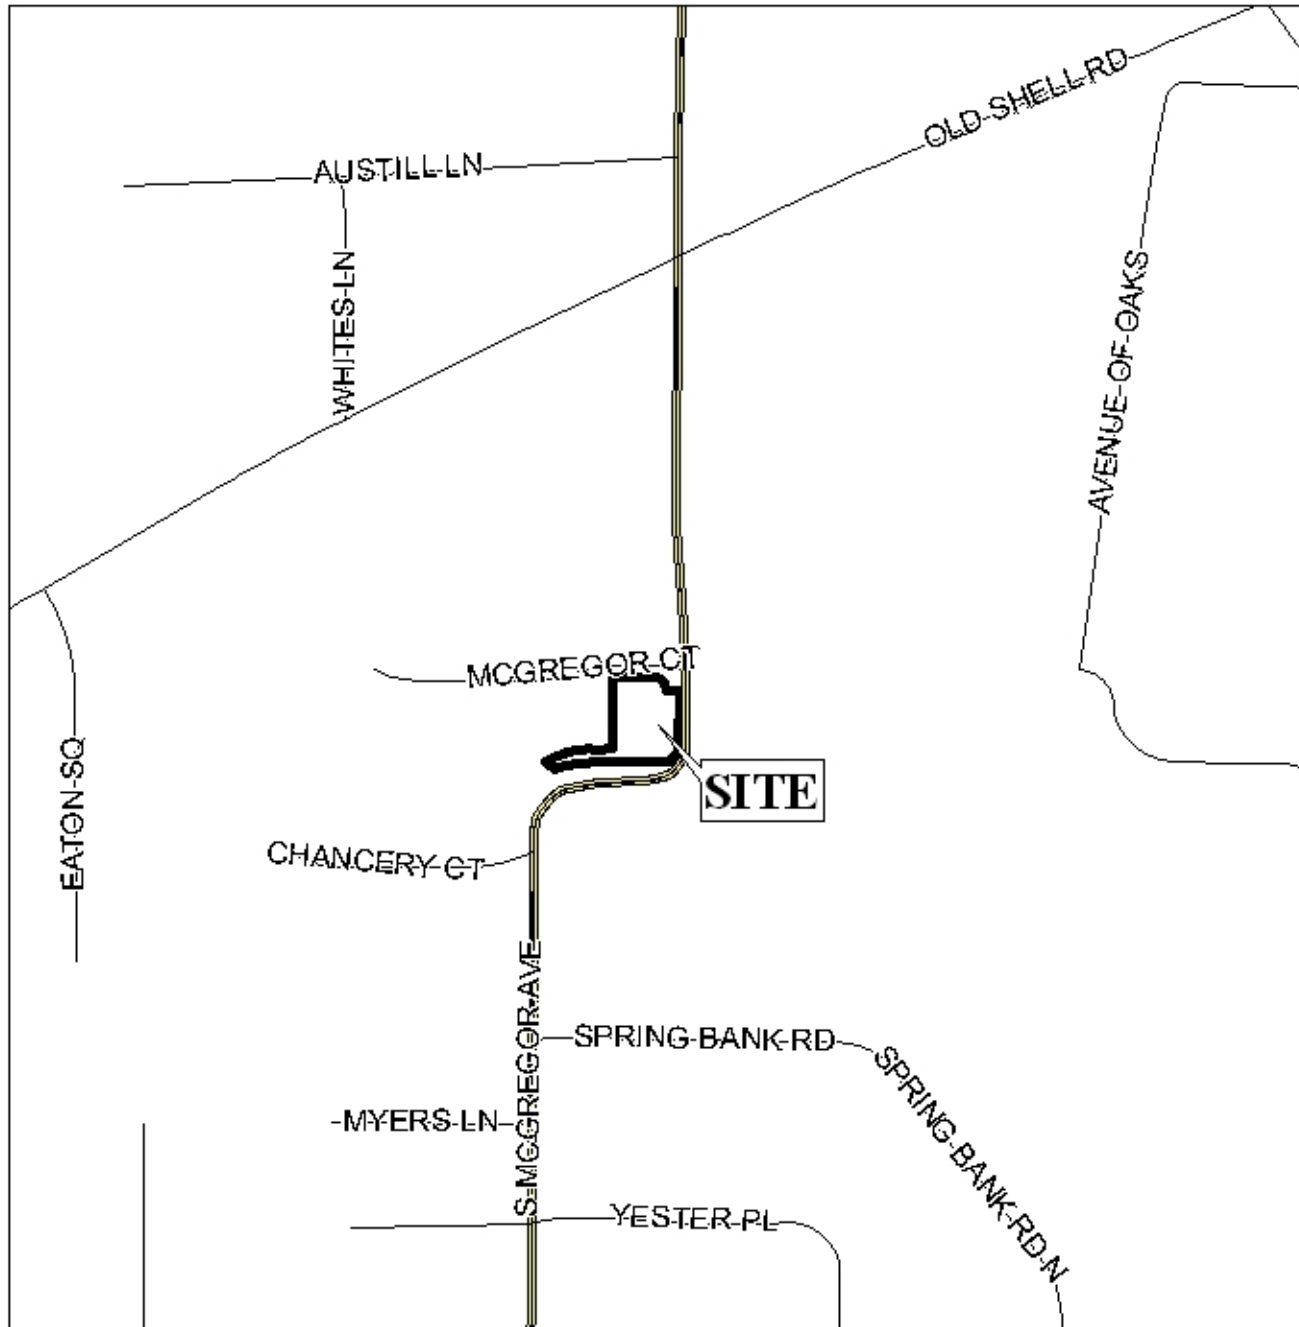 OLD SHELL RD
AUSTILL LN
WHITES LN
AVENUE OF OAKS
MCGREGOR CT
SITE
EATON SQ
CHANCERY CT
S MCGREGOR AVE
SPRING BANK RD
SPRING BANK RD N
MYERS LN
YESTER PL